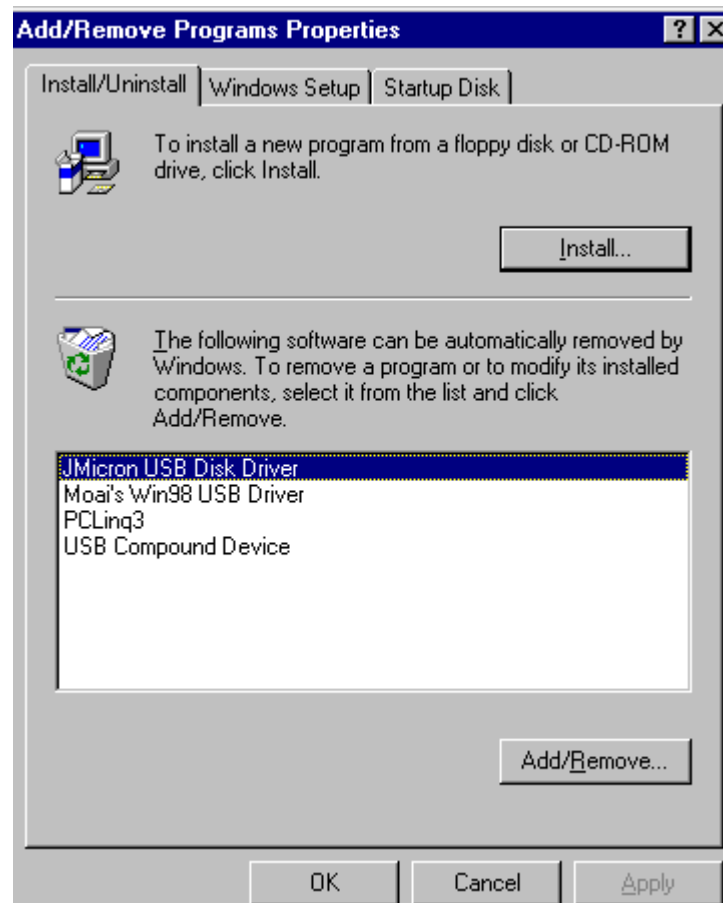 Add/Remove Programs Properties
Install/Uninstall
Windows Setup
Startup Disk
To install a new program from a floppy disk or CD-ROM
drive, click Install.
Install...
The following software can be automatically removed by
Windows. To remove a program or to modify its installed
components, select it from the list and click
Add/Remove.
JMicron USB Disk Driver
Moai's Win98 USB Driver
PCLinq3
USB Compound Device
Add/Remove...
OK
Cancel
Apply